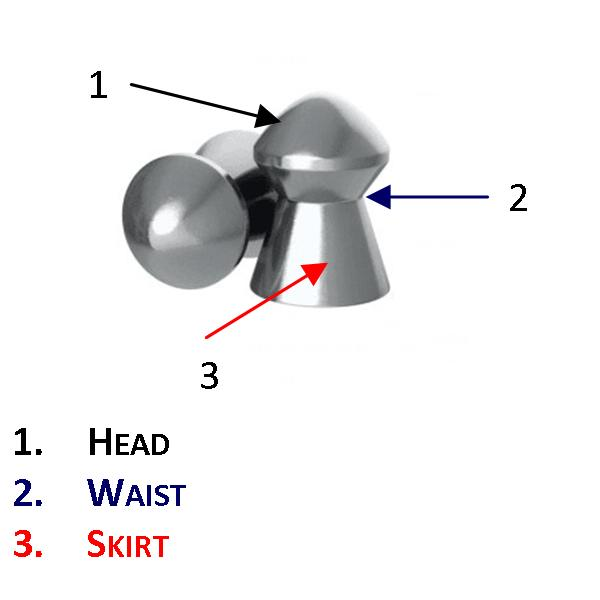 1
2
3
1. HEAD
2. WAIST
3. SKIRT